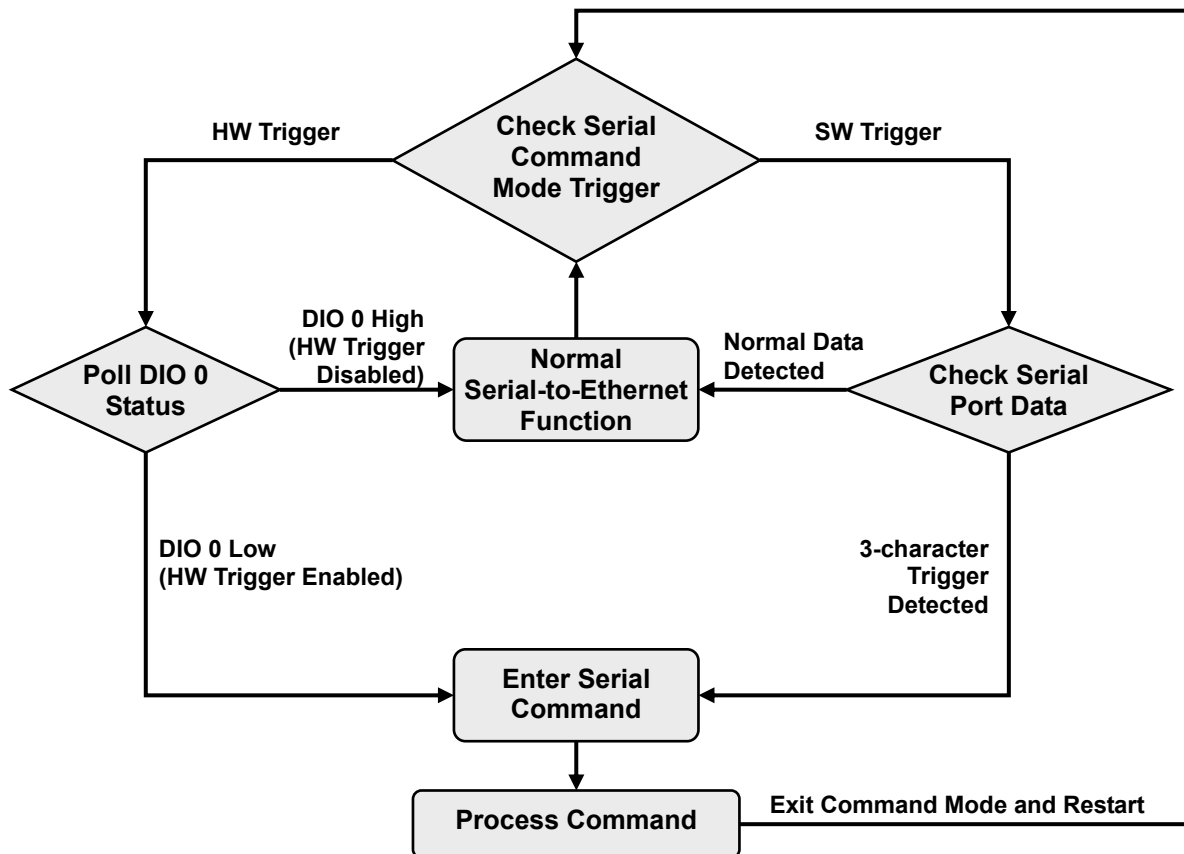 HW Trigger
Check Serial
Command
Mode Trigger
SW Trigger
DIO 0 High
(HW Trigger
Disabled)
Normal Data
Detected
Poll DIO 0
Status
Normal
Serial-to-Ethernet
Function
Check Serial
Port Data
DIO 0 Low
(HW Trigger Enabled)
3-character
Trigger
Detected
Enter Serial
Command
Process Command
Exit Command Mode and Restart